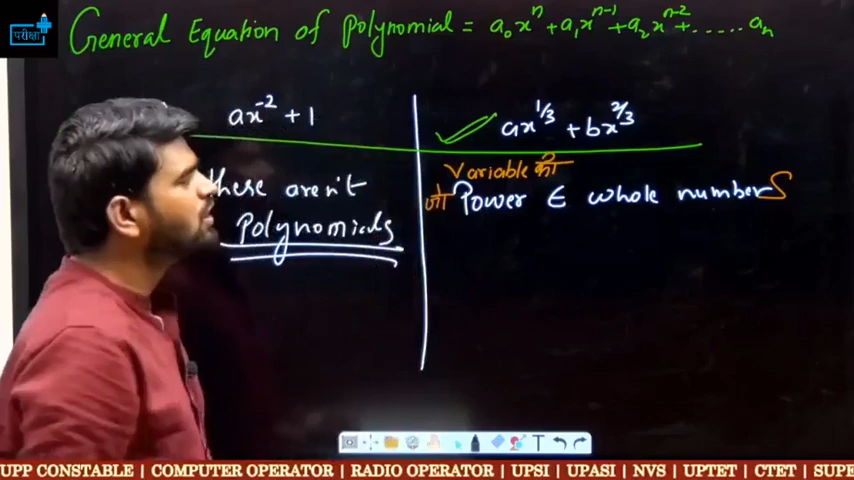 परीक्षा
General Equation of Polynomial = a₀xⁿ + a₁xⁿ⁻¹ + a₂xⁿ⁻² + ...... aₙ
ax⁻² + 1
ax^1/3 + bx^2/3
these aren't
Polynomials
Variable की
जो Power ∈ whole numbers
T
UPP CONSTABLE | COMPUTER OPERATOR | RADIO OPERATOR | UPSI | UPASI | NVS | UPTET | CTET | SUPE